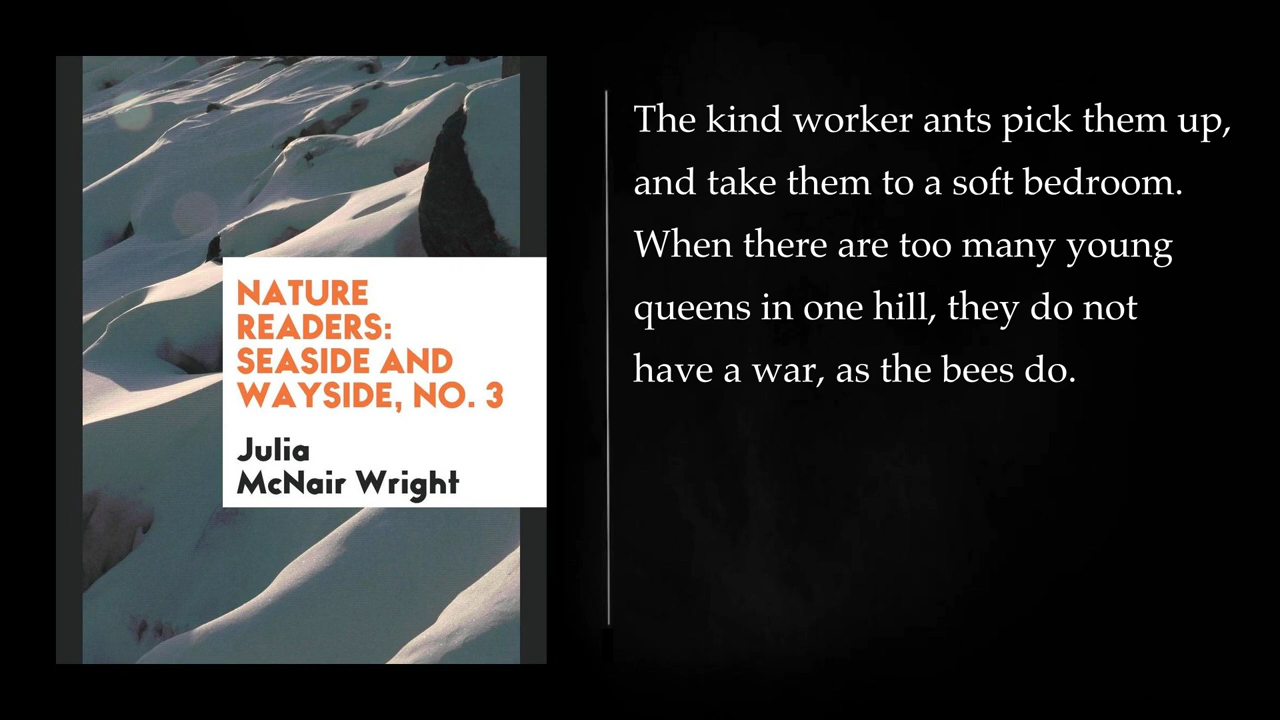 NATURE
READERS:
SEASIDE AND
WAYSIDE, NO. 3
Julia
McNair Wright
The kind worker ants pick them up,
and take them to a soft bedroom.
When there are too many young
queens in one hill, they do not
have a war, as the bees do.